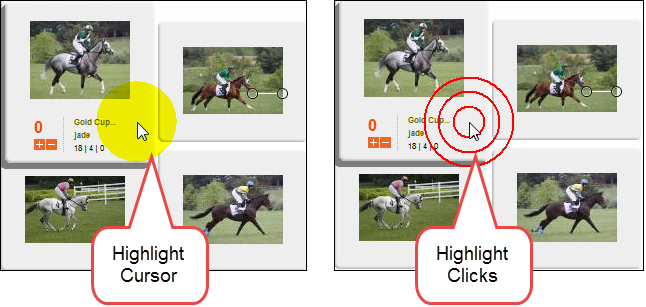 0
Gold Cup...
jade
18 | 4 | 0
Highlight
Cursor
0
Gold Cup...
jade
18 | 4 | 0
Highlight
Clicks